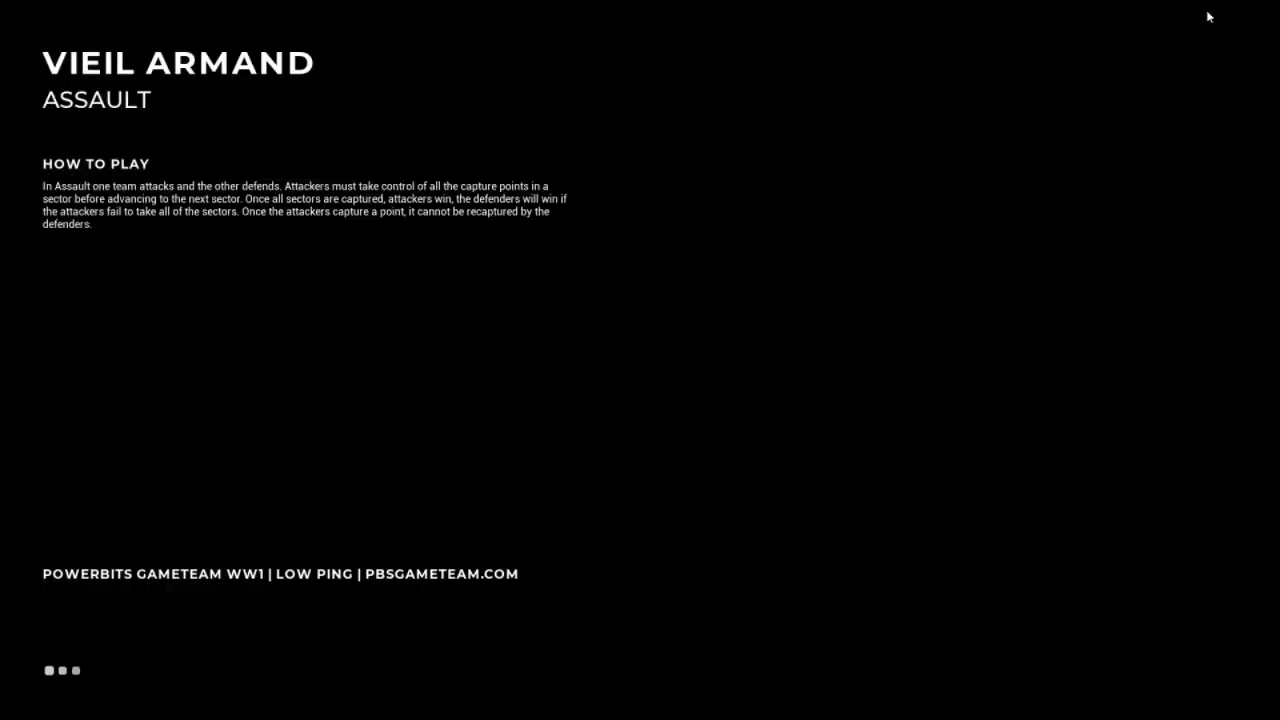 VIEIL ARMAND
ASSAULT
HOW TO PLAY
In Assault one team attacks and the other defends. Attackers must take control of all the capture points in a
sector before advancing to the next sector. Once all sectors are captured, attackers win, the defenders will win if
the attackers fail to take all of the sectors. Once the attackers capture a point, it cannot be recaptured by the
defenders.
POWERBITS GAMETEAM WW1 | LOW PING | PBSGAMETEAM.COM